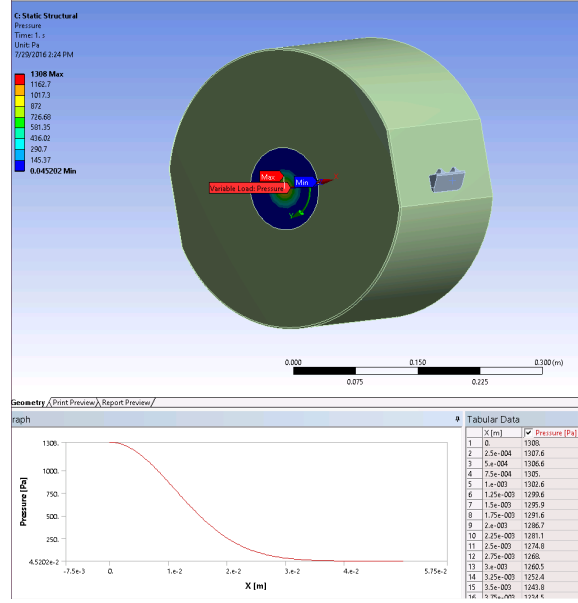 C: Static Structural
Pressure
Time: 1. s
Unit: Pa
7/29/2016 2:24 PM
1308 Max
1162.7
1017.3
872
726.68
581.35
436.02
290.7
145.37
0.045202 Min
Max
Min
Variable Load: Pressure
Y
0.000 0.150 0.300 (m)
0.075 0.225
Geometry Print Preview Report Preview
raph
Tabular Data
1308.
1000.
750.
500.
250.
4.5202e-2
Pressure [Pa]
-7.5e-3 0. 1.e-2 2.e-2 3.e-2 4.e-2 5.75e-2
X [m]
X [m] Pressure [Pa]
1 0. 1308.
2 2.5e-004 1307.6
3 5.e-004 1306.6
4 7.5e-004 1305.
5 1.e-003 1302.6
6 1.25e-003 1299.6
7 1.5e-003 1295.9
8 1.75e-003 1291.6
9 2.e-003 1286.7
10 2.25e-003 1281.1
11 2.5e-003 1274.8
12 2.75e-003 1268.
13 3.e-003 1260.5
14 3.25e-003 1252.4
15 3.5e-003 1243.8
16 3.75e-003 1234.5